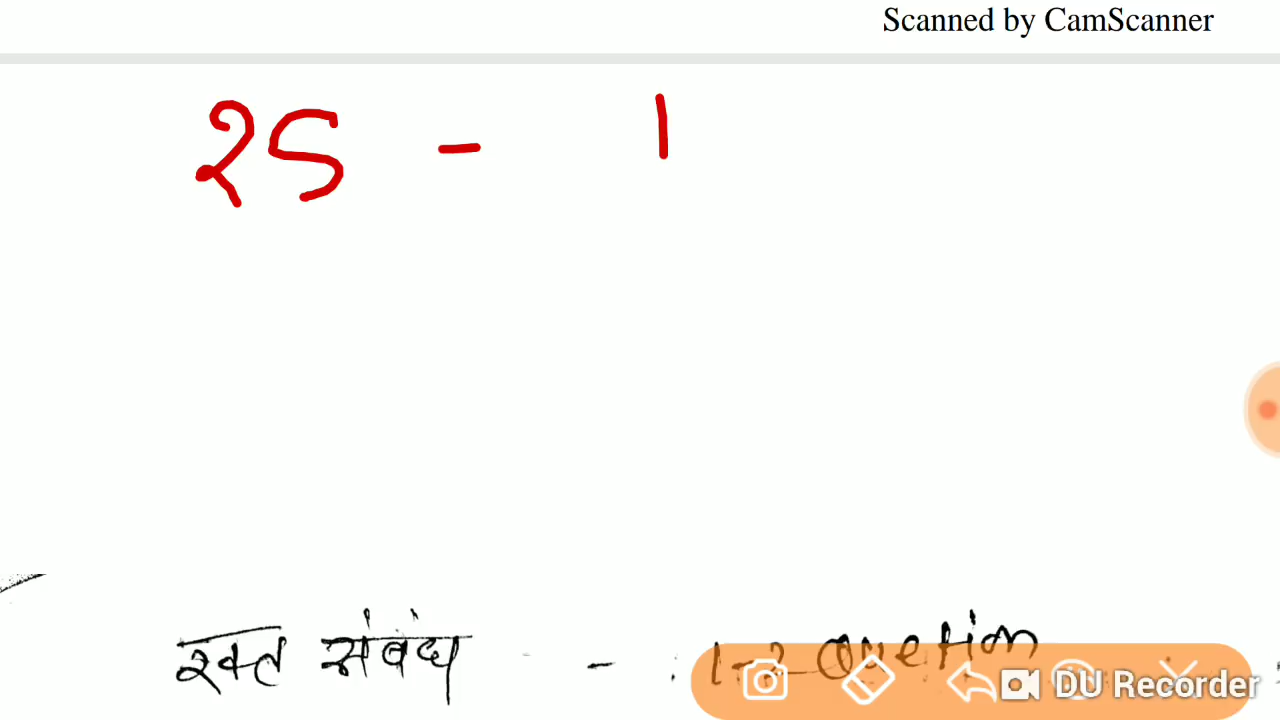 Scanned by CamScanner
25 - 1
रक्त संबंध - 1-2 Question
DU Recorder